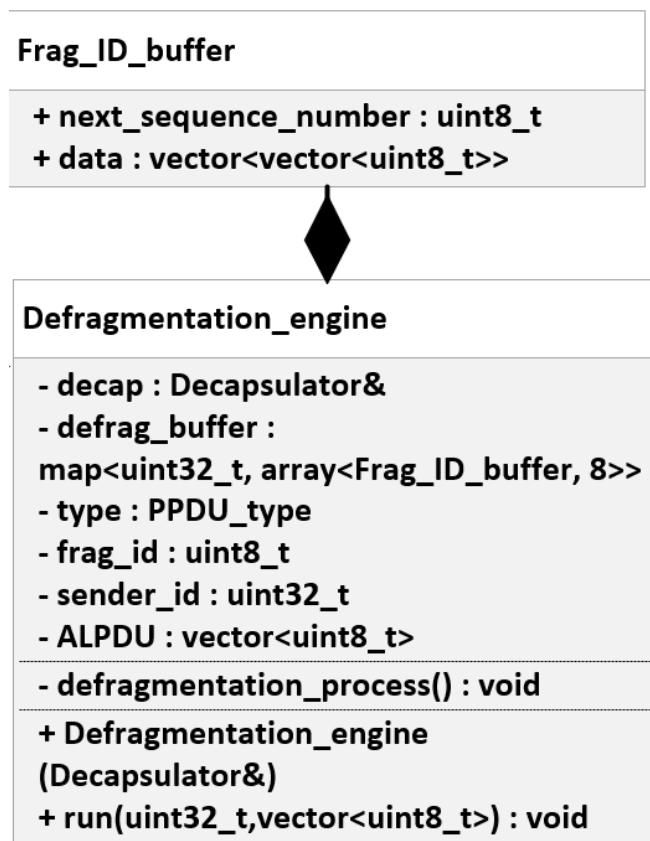 Frag_ID_buffer
+ next_sequence_number : uint8_t
+ data : vector<vector<uint8_t>>
Defragmentation_engine
- decap : Decapsulator&
- defrag_buffer :
map<uint32_t, array<Frag_ID_buffer, 8>>
- type : PPDU_type
- frag_id : uint8_t
- sender_id : uint32_t
- ALPDU : vector<uint8_t>
- defragmentation_process() : void
+ Defragmentation_engine
(Decapsulator&)
+ run(uint32_t,vector<uint8_t>) : void